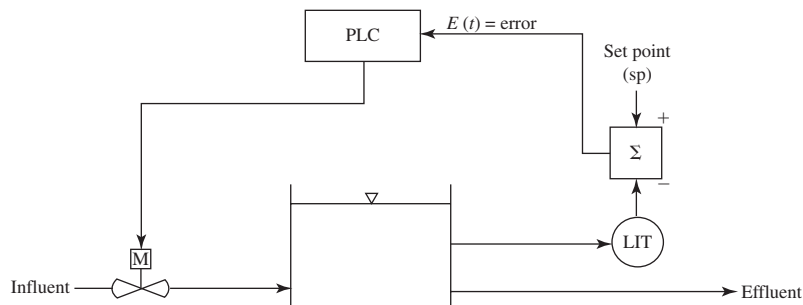 PLC
E (t) = error
Set point
(sp)
+
Σ
−
M
LIT
Influent
Effluent